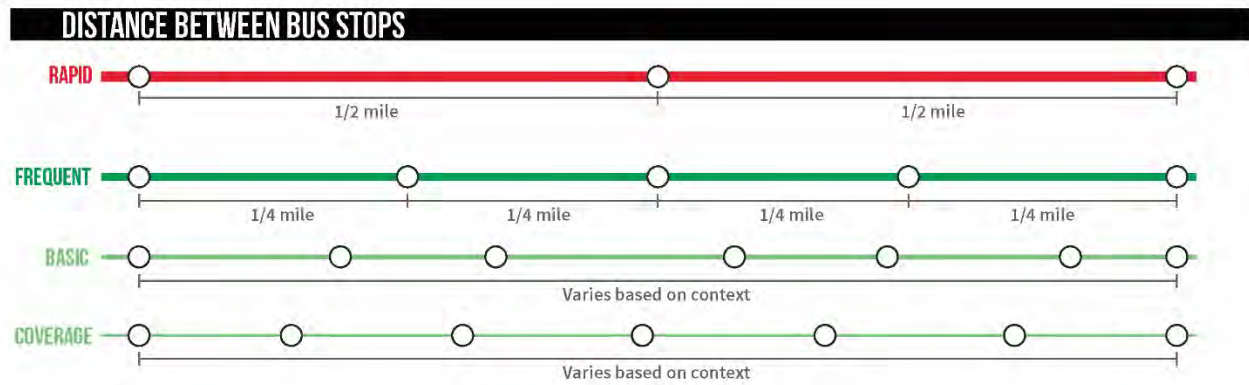 DISTANCE BETWEEN BUS STOPS
RAPID
1/2 mile 1/2 mile
FREQUENT
1/4 mile 1/4 mile 1/4 mile 1/4 mile
BASIC
Varies based on context
COVERAGE
Varies based on context